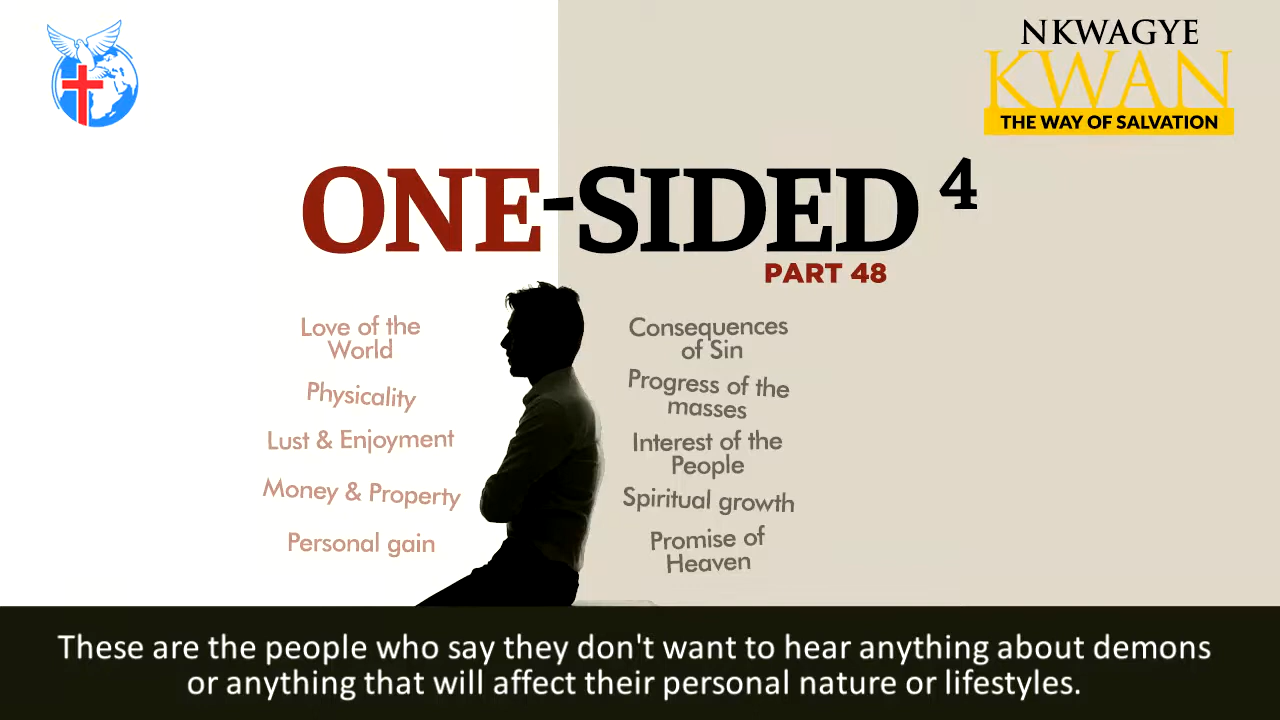 NKWAGYE
KWAN
THE WAY OF SALVATION
ONE-SIDED 4
PART 48
Love of the
World
Physicality
Lust & Enjoyment
Money & Property
Personal gain
Consequences
of Sin
Progress of the
masses
Interest of the
People
Spiritual growth
Promise of
Heaven
These are the people who say they don't want to hear anything about demons
or anything that will affect their personal nature or lifestyles.